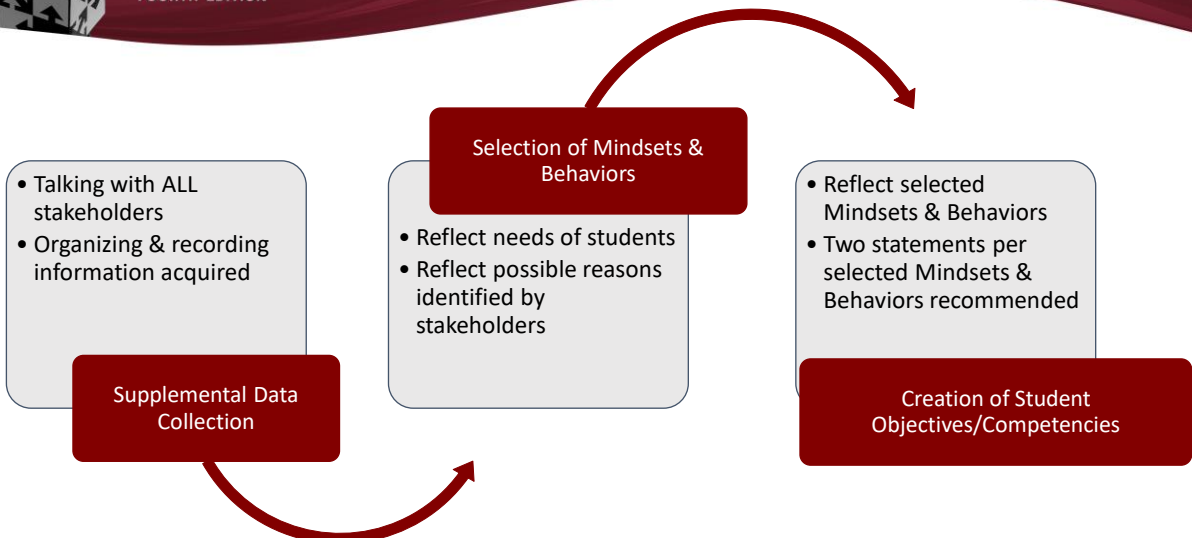 • Talking with ALL
stakeholders
• Organizing & recording
information acquired
Supplemental Data
Collection
Selection of Mindsets &
Behaviors
• Reflect needs of students
• Reflect possible reasons
identified by
stakeholders
• Reflect selected
Mindsets & Behaviors
• Two statements per
selected Mindsets &
Behaviors recommended
Creation of Student
Objectives/Competencies